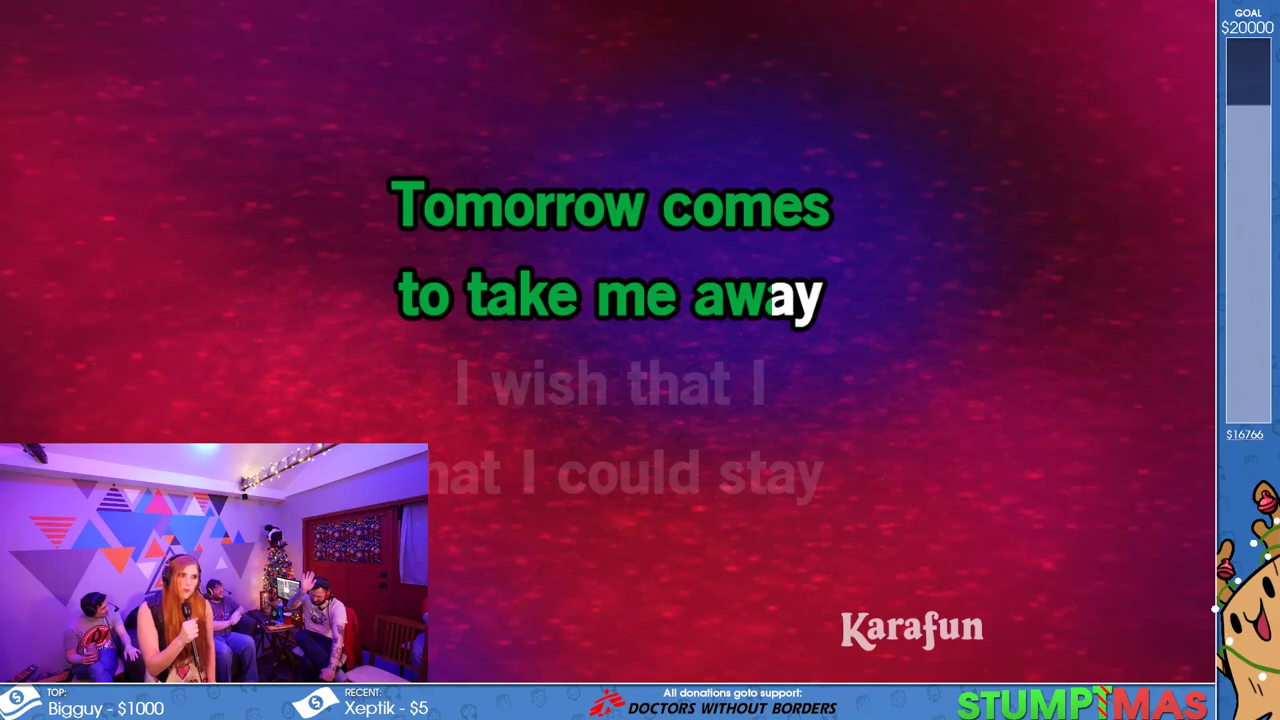 GOAL
$20000
Tomorrow comes
to take me away
I wish that I
hat I could stay
$16766
Karafun
TOP:
Bigguy - $1000
RECENT:
Xeptik - $5
All donations goto support:
DOCTORS WITHOUT BORDERS
STUMPTMAS